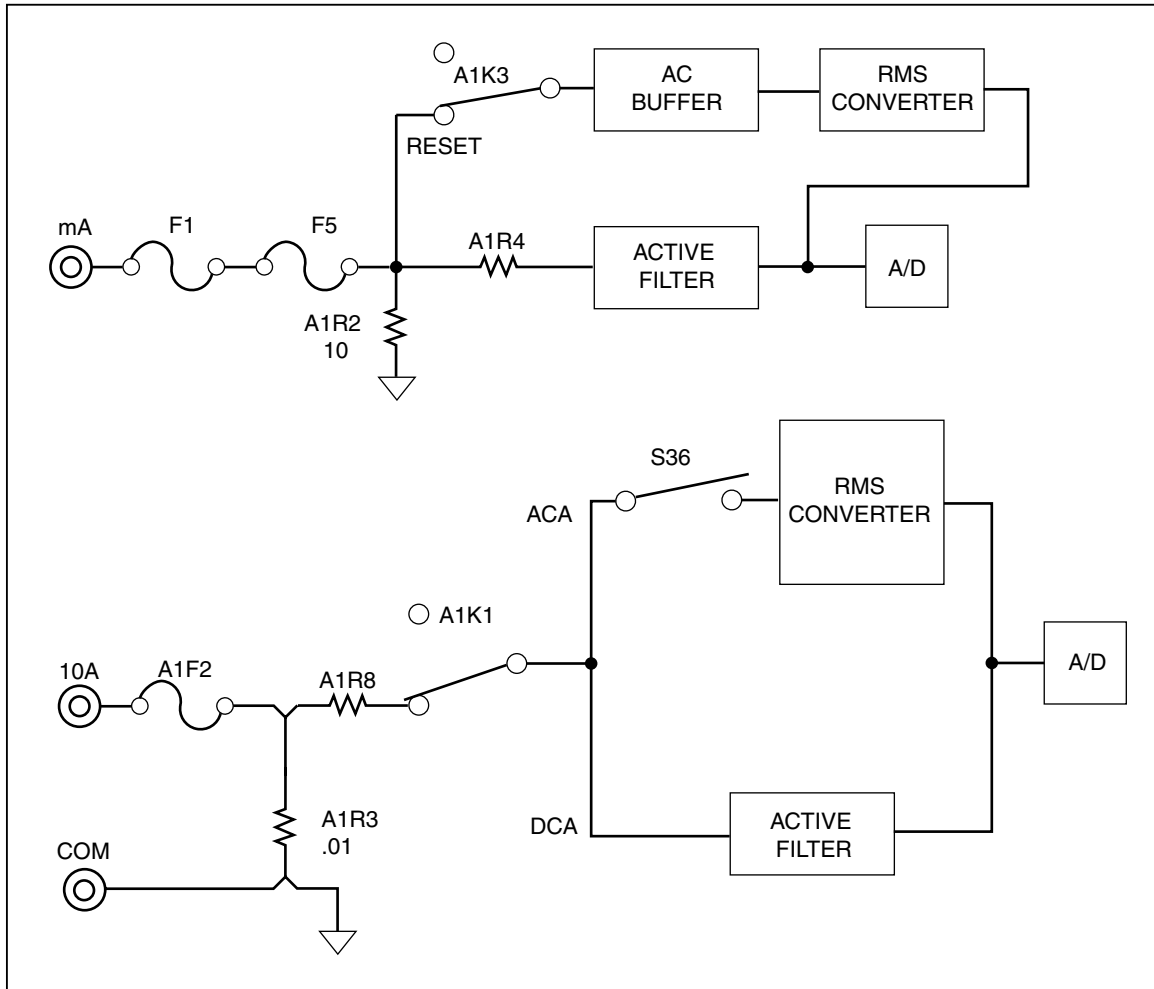 A1K3
AC
BUFFER
RMS
CONVERTER
RESET
mA
F1
F5
A1R4
ACTIVE
FILTER
A/D
A1R2
10
S36
RMS
CONVERTER
ACA
A1K1
10A
A1F2
A1R8
A/D
A1R3
.01
DCA
ACTIVE
FILTER
COM